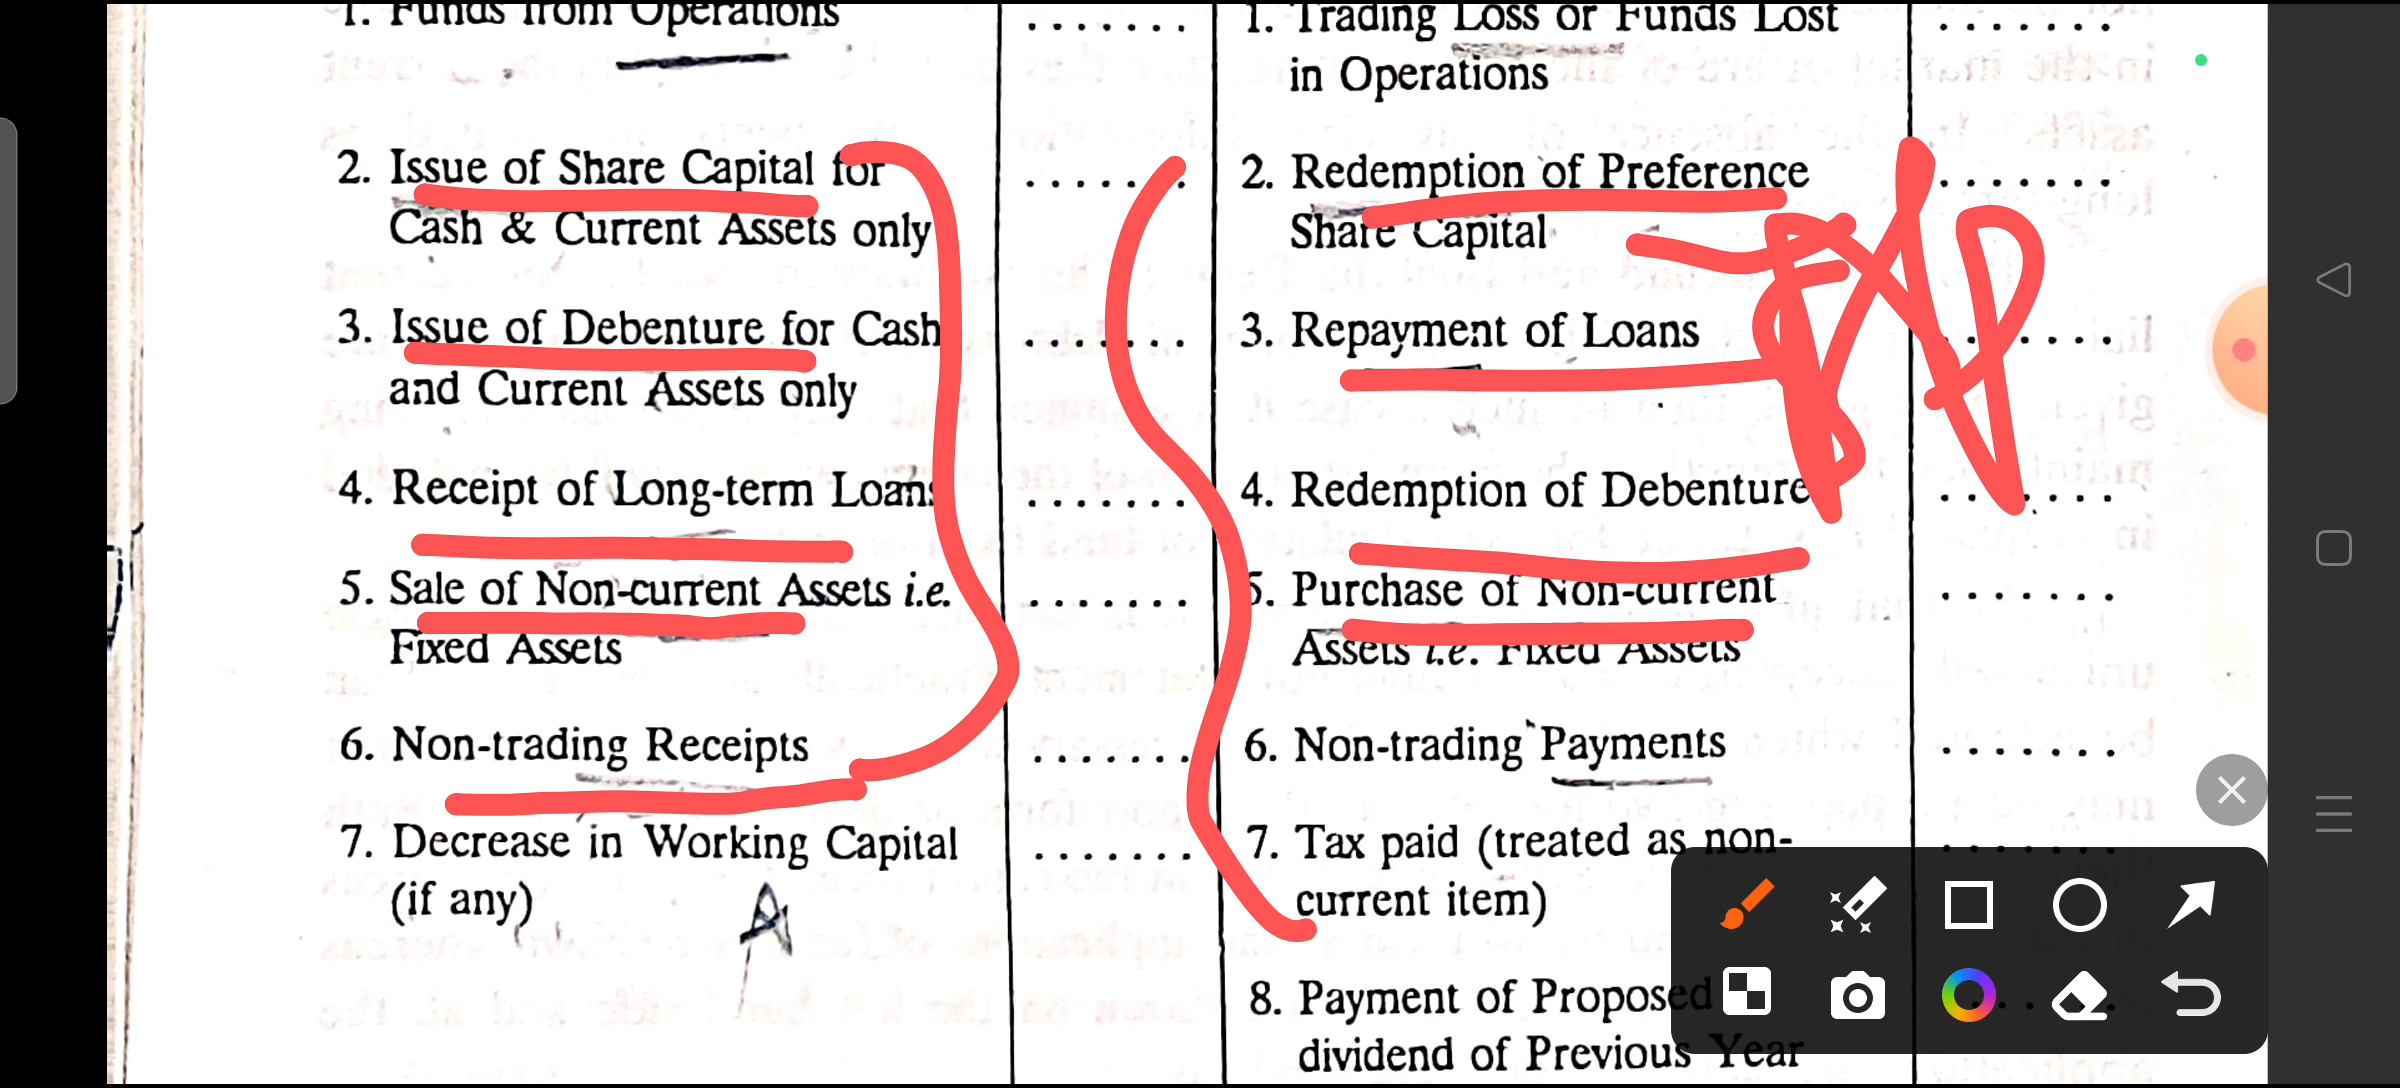 1. Funds from Operations
2. Issue of Share Capital for
Cash & Current Assets only
3. Issue of Debenture for Cash
and Current Assets only
4. Receipt of Long-term Loans
5. Sale of Non-current Assets i.e.
Fixed Assets
6. Non-trading Receipts
7. Decrease in Working Capital
(if any)
A
1. Trading Loss or Funds Lost
in Operations
2. Redemption of Preference
Share Capital
3. Repayment of Loans
4. Redemption of Debenture
5. Purchase of Non-current
Assets i.e. Fixed Assets
6. Non-trading Payments
7. Tax paid (treated as non-
current item)
8. Payment of Proposed
dividend of Previous Year